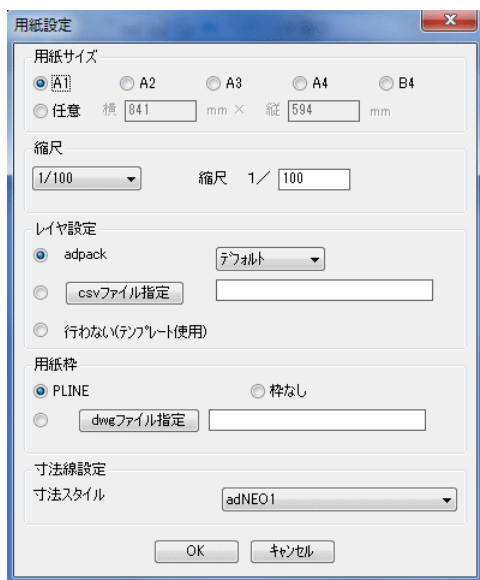 用紙設定
用紙サイズ
A1 A2 A3 A4 B4
任意 横 841 mm × 縦 594 mm
縮尺
1/100 縮尺 1/ 100
レイヤ設定
adpack デフォルト
csvファイル指定
行わない(テンプレート使用)
用紙枠
PLINE 枠なし
dwgファイル指定
寸法線設定
寸法スタイル adNEO1
OK キャンセル